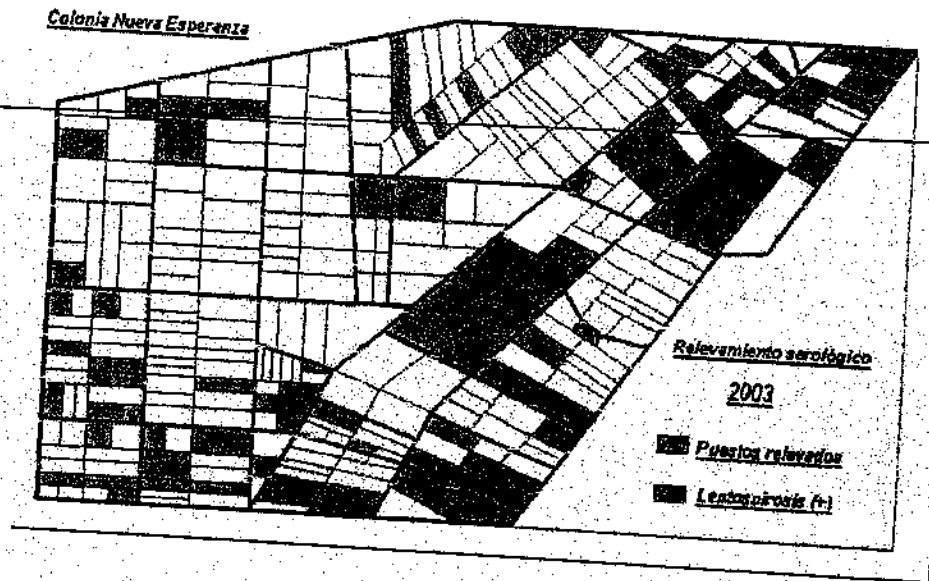 Colonia Nueva Esperanza
Relevamiento serológico
2003
Puestos relevados
Leptospirosis (+)